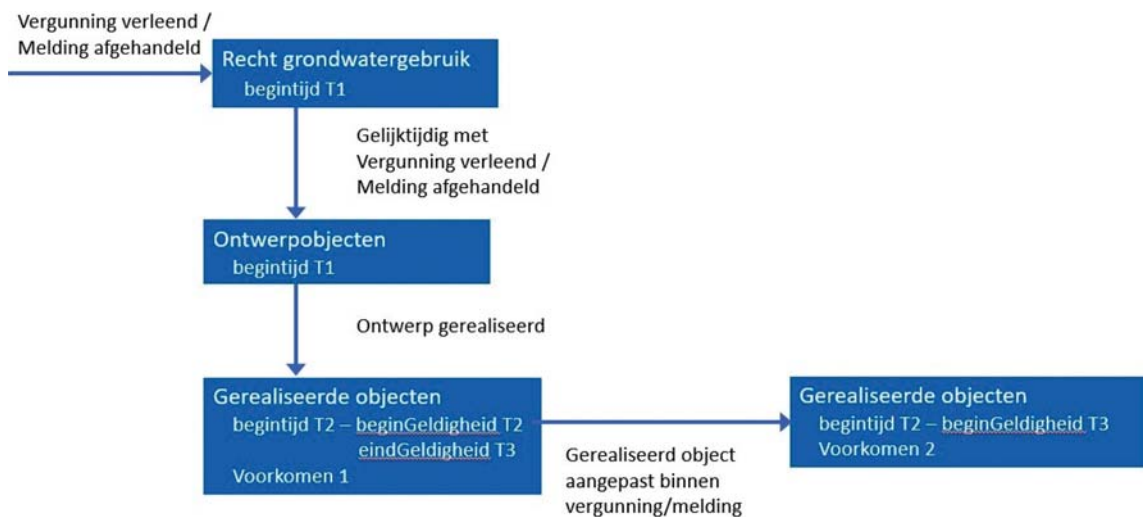 Vergunning verleend /
Melding afgehandeld
Recht grondwatergebruik
begintijd T1
Gelijktijdig met
Vergunning verleend /
Melding afgehandeld
Ontwerpobjecten
begintijd T1
Ontwerp gerealiseerd
Gerealiseerde objecten
begintijd T2 – beginGeldigheid T2
eindGeldigheid T3
Voorkomen 1
Gerealiseerd object
aangepast binnen
vergunning/melding
Gerealiseerde objecten
begintijd T2 – beginGeldigheid T3
Voorkomen 2